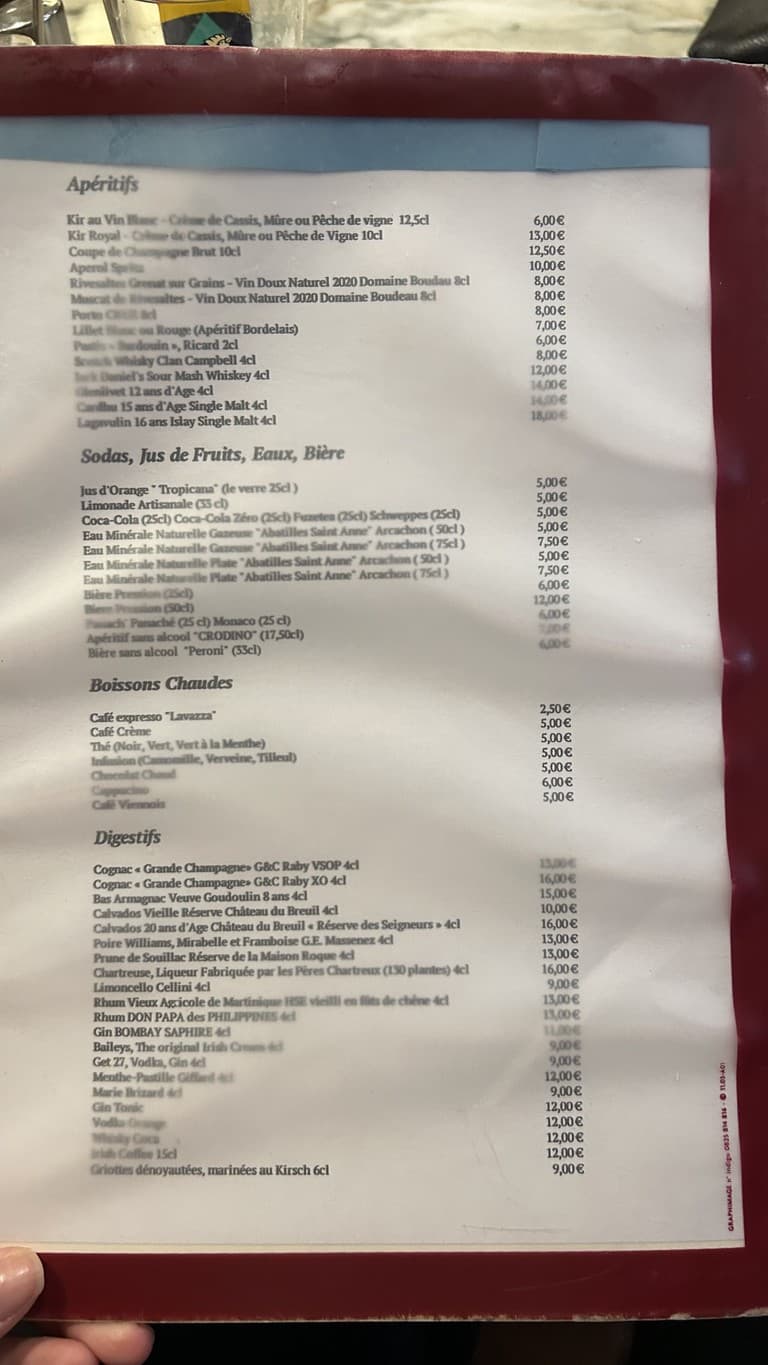 Apéritifs
Kir au Vin - de Cassis, Mûre ou Pêche de vigne 12,5cl 6,00€
Kir Royal - de Cassis, Mûre ou Pêche de Vigne 10cl 13,00€
Coupe de Brut 10cl 12,50€
Aperol 10,00€
Rivesaltes Grenat sur Grains - Vin Doux Naturel 2020 Domaine Boudau 8cl 8,00€
Muscat de Rivesaltes - Vin Doux Naturel 2020 Domaine Boudeau 8cl 8,00€
Porto 8cl 8,00€
Lillet ou Rouge (Apéritif Bordelais) 7,00€
», Ricard 2cl 6,00€
Whisky Clan Campbell 4cl 8,00€
Daniel's Sour Mash Whiskey 4cl 12,00€
12 ans d'Age 4cl 14,00€
15 ans d'Age Single Malt 4cl 14,00€
Lagavulin 16 ans Islay Single Malt 4cl 18,00€
Sodas, Jus de Fruits, Eaux, Bière
Jus d'Orange " Tropicana" (le verre 25cl ) 5,00€
Limonade Artisanale (33 cl) 5,00€
Coca-Cola (25cl) Coca-Cola Zéro (25cl) Fuzetea (25cl) Schweppes (25cl) 5,00€
Eau Minérale Naturelle Gazeuse "Abatilles Saint Anne" Arcachon ( 50cl ) 5,00€
Eau Minérale Naturelle Gazeuse "Abatilles Saint Anne" Arcachon ( 75cl ) 7,50€
Eau Minérale Naturelle Plate "Abatilles Saint Anne" Arcachon ( 50cl ) 5,00€
Eau Minérale Naturelle Plate "Abatilles Saint Anne" Arcachon ( 75cl ) 7,50€
Bière Pression (25cl) 6,00€
Biere Pression (50cl) 12,00€
Panaché (25 cl) Monaco (25 cl) 6,00€
Apéritif sans alcool "CRODINO" (17,50cl)
Bière sans alcool "Peroni" (33cl) 6,00€
Boissons Chaudes
Café expresso "Lavazza" 2,50€
Café Crème 5,00€
Thé (Noir, Vert, Vert à la Menthe) 5,00€
Infusion (Camomille, Verveine, Tilleul) 5,00€
Chocolat Chaud 5,00€
Cappucino 6,00€
Café Viennois 5,00€
Digestifs
Cognac « Grande Champagne» G&C Raby VSOP 4cl 13,00€
Cognac « Grande Champagne» G&C Raby XO 4cl 16,00€
Bas Armagnac Veuve Goudoulin 8 ans 4cl 15,00€
Calvados Vieille Réserve Château du Breuil 4cl 10,00€
Calvados 20 ans d'Age Château du Breuil « Réserve des Seigneurs » 4cl 16,00€
Poire Williams, Mirabelle et Framboise G.E. Massenez 4cl 13,00€
Prune de Souillac Réserve de la Maison Roque 4cl 13,00€
Chartreuse, Liqueur Fabriquée par les Pères Chartreux (130 plantes) 4cl 16,00€
Limoncello Cellini 4cl 9,00€
Rhum Vieux Agricole de Martinique HSE vieilli en fûts de chêne 4cl 13,00€
Rhum DON PAPA des PHILIPPINES 4cl 13,00€
Gin BOMBAY SAPHIRE 4cl 11,00€
Baileys, The original Irish Cream 4cl 9,00€
Get 27, Vodka, Gin 4cl 9,00€
Menthe-Pastille Giffard 4cl 12,00€
Marie Brizard 4cl 9,00€
Gin Tonic 12,00€
Vodka Orange 12,00€
Whisky Coca 12,00€
Irish Coffee 15cl 12,00€
Griottes dénoyautées, marinées au Kirsch 6cl 9,00€
GRAPHIMAGE n° indigo 0825 814 816 - ©